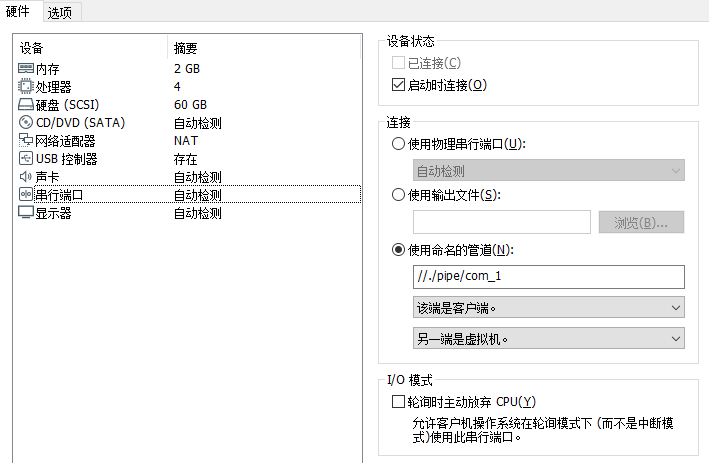 硬件 选项
设备 摘要
内存 2 GB
处理器 4
硬盘 (SCSI) 60 GB
CD/DVD (SATA) 自动检测
网络适配器 NAT
USB 控制器 存在
声卡 自动检测
串行端口 自动检测
显示器 自动检测
设备状态
已连接(C)
启动时连接(O)
连接
使用物理串行端口(U):
自动检测
使用输出文件(S):
浏览(B)...
使用命名的管道(N):
//./pipe/com_1
该端是客户端。
另一端是虚拟机。
I/O 模式
轮询时主动放弃 CPU(Y)
允许客户机操作系统在轮询模式下 (而不是中断模
式)使用此串行端口。